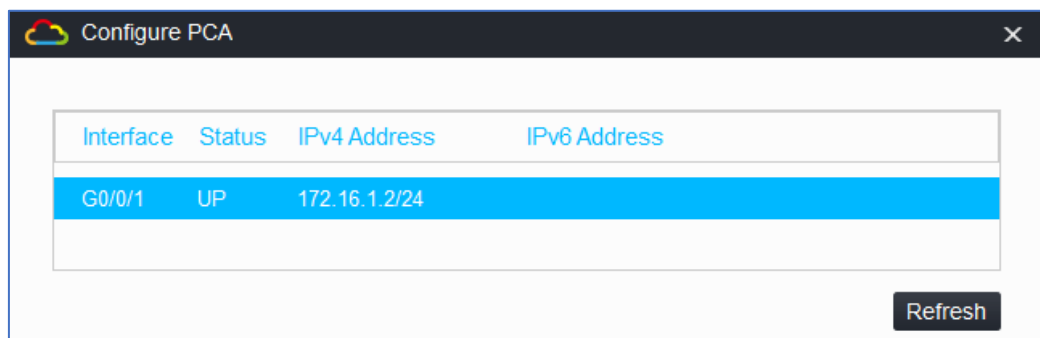 Configure PCA
Interface Status IPv4 Address IPv6 Address
G0/0/1 UP 172.16.1.2/24
Refresh